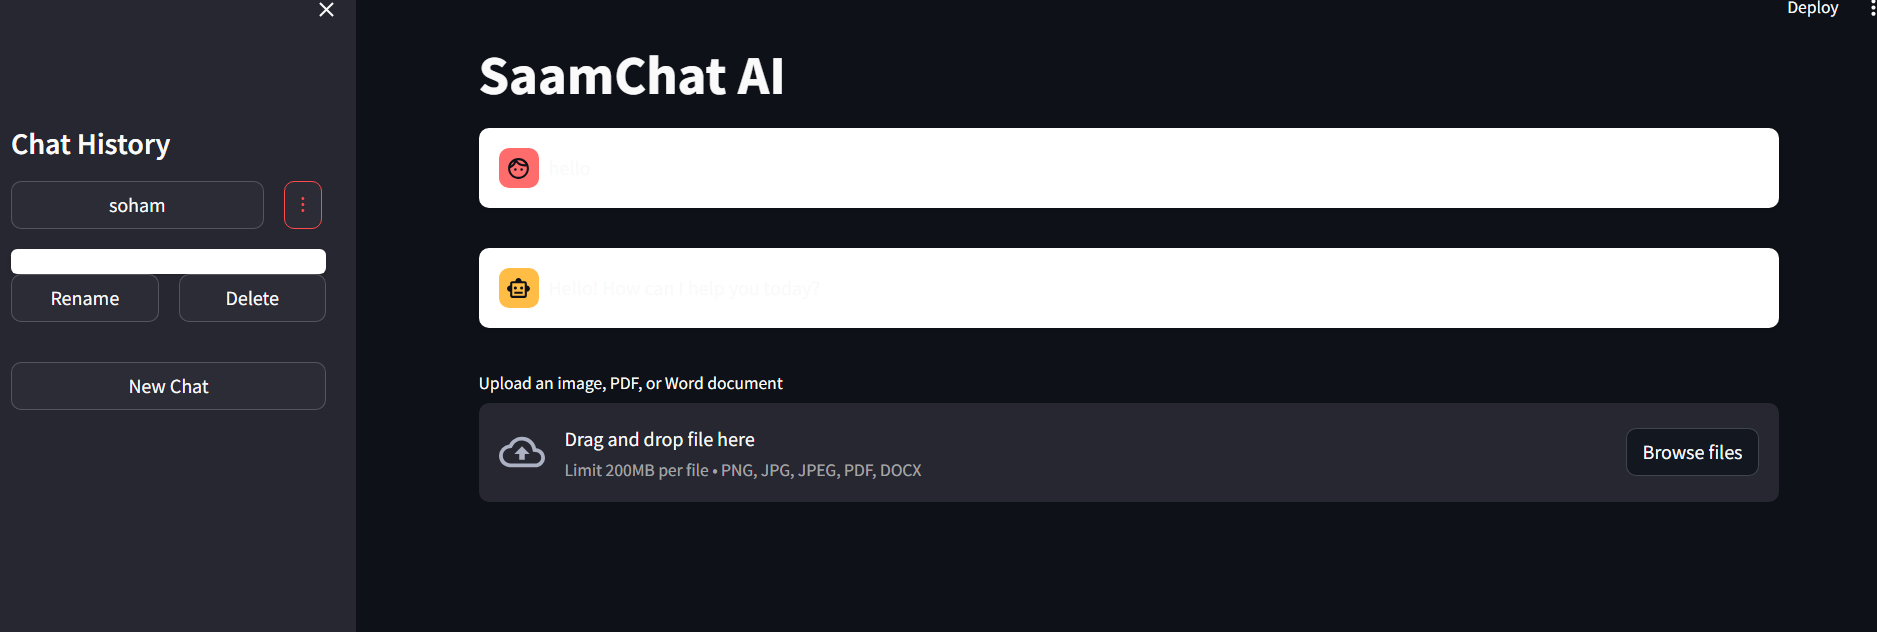 Deploy
SaamChat AI
Chat History
soham
Rename
Delete
New Chat
hello
Hello! How can I help you today?
Upload an image, PDF, or Word document
Drag and drop file here
Limit 200MB per file • PNG, JPG, JPEG, PDF, DOCX
Browse files